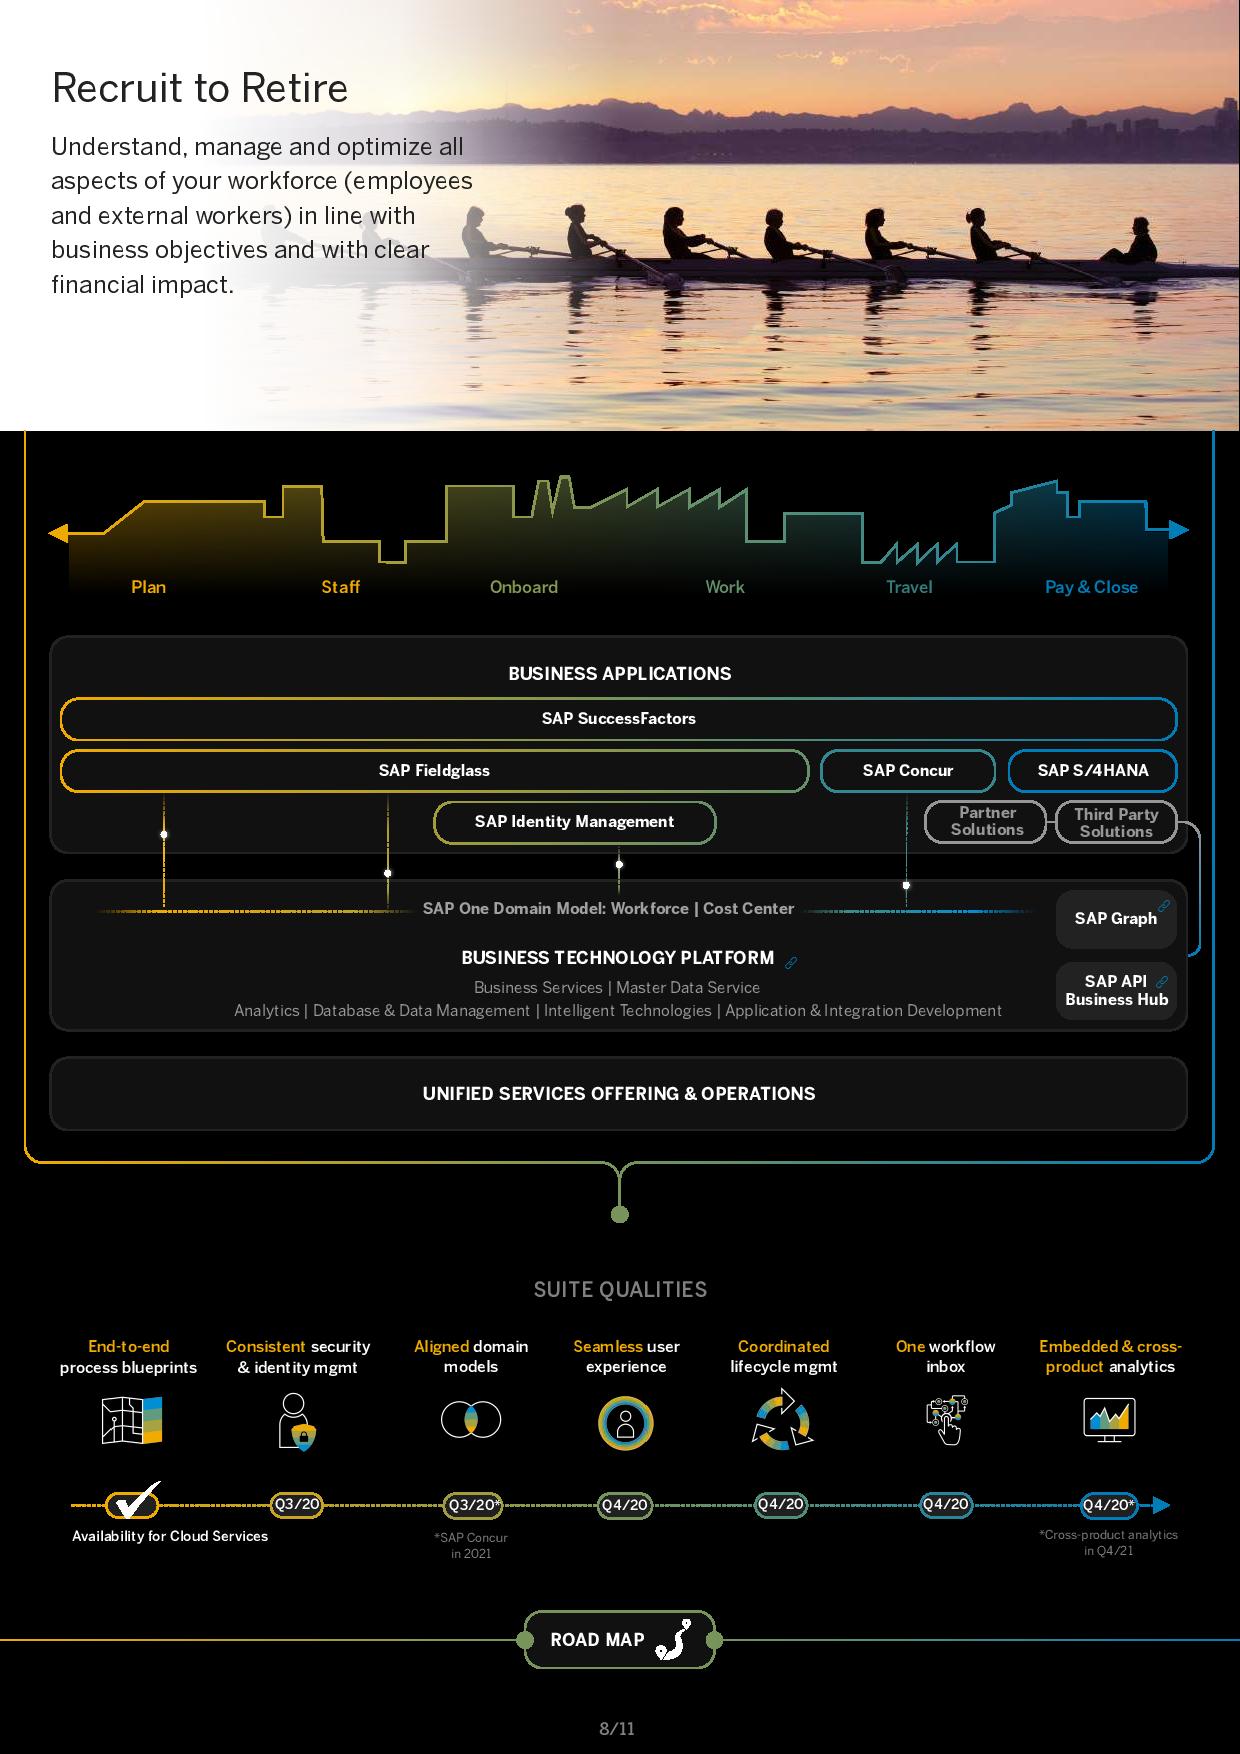 Recruit to Retire
Understand, manage and optimize all
aspects of your workforce (employees
and external workers) in line with
business objectives and with clear
financial impact.
Plan
Staff
Onboard
Work
Travel
Pay & Close
BUSINESS APPLICATIONS
SAP SuccessFactors
SAP Fieldglass
SAP Concur
SAP S/4HANA
SAP Identity Management
Partner
Solutions
Third Party
Solutions
SAP One Domain Model: Workforce | Cost Center
SAP Graph
BUSINESS TECHNOLOGY PLATFORM
Business Services | Master Data Service
Analytics | Database & Data Management | Intelligent Technologies | Application & Integration Development
SAP API
Business Hub
UNIFIED SERVICES OFFERING & OPERATIONS
SUITE QUALITIES
End-to-end
process blueprints
Consistent security
& identity mgmt
Aligned domain
models
Seamless user
experience
Coordinated
lifecycle mgmt
One workflow
inbox
Embedded & cross-
product analytics
Q3/20
Q3/20*
Q4/20
Q4/20
Q4/20
Q4/20*
Availability for Cloud Services
*SAP Concur
in 2021
*Cross-product analytics
in Q4/21
ROAD MAP
8/11